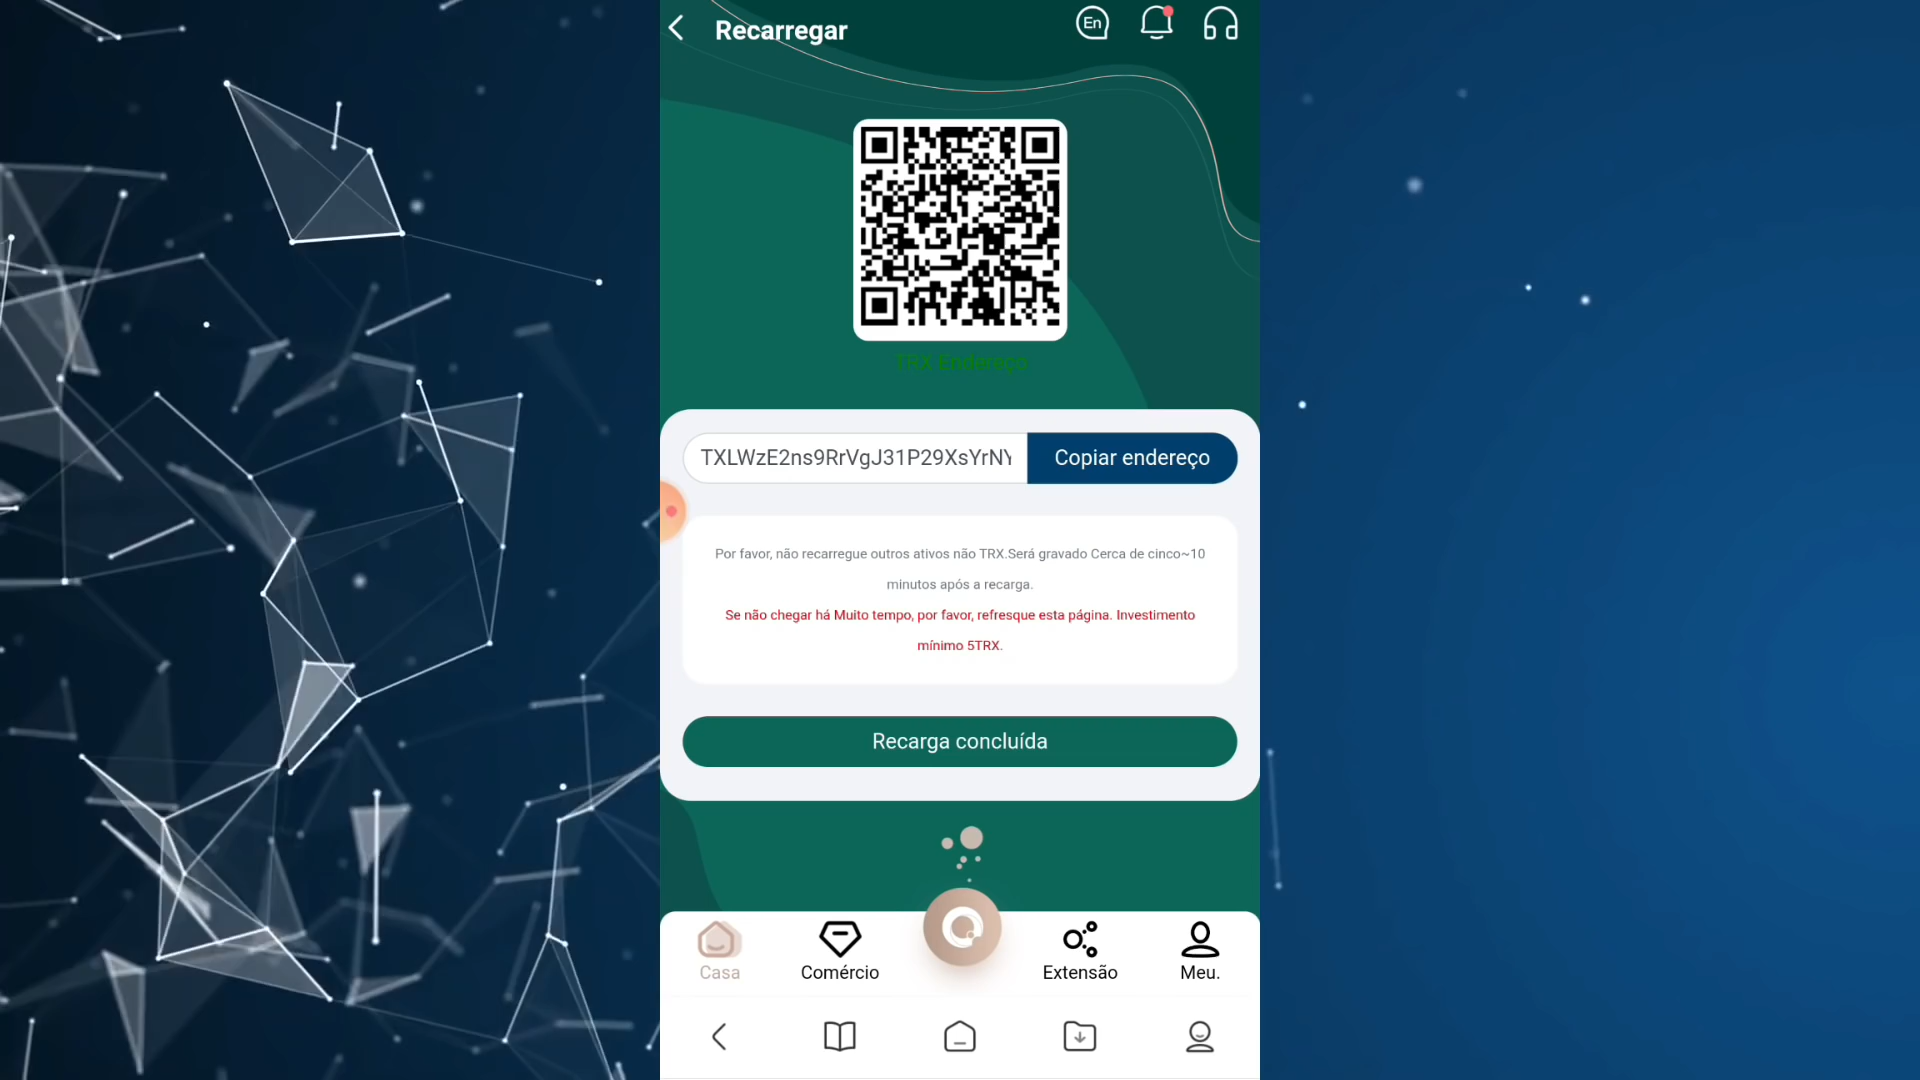 Recarregar
En
TRX Endereço
TXLWzE2ns9RrVgJ31P29XsYrNY
Copiar endereço
Por favor, não recarregue outros ativos não TRX.Será gravado Cerca de cinco~10
minutos após a recarga.
Se não chegar há Muito tempo, por favor, refresque esta página. Investimento
mínimo 5TRX.
Recarga concluída
Casa
Comércio
Extensão
Meu.